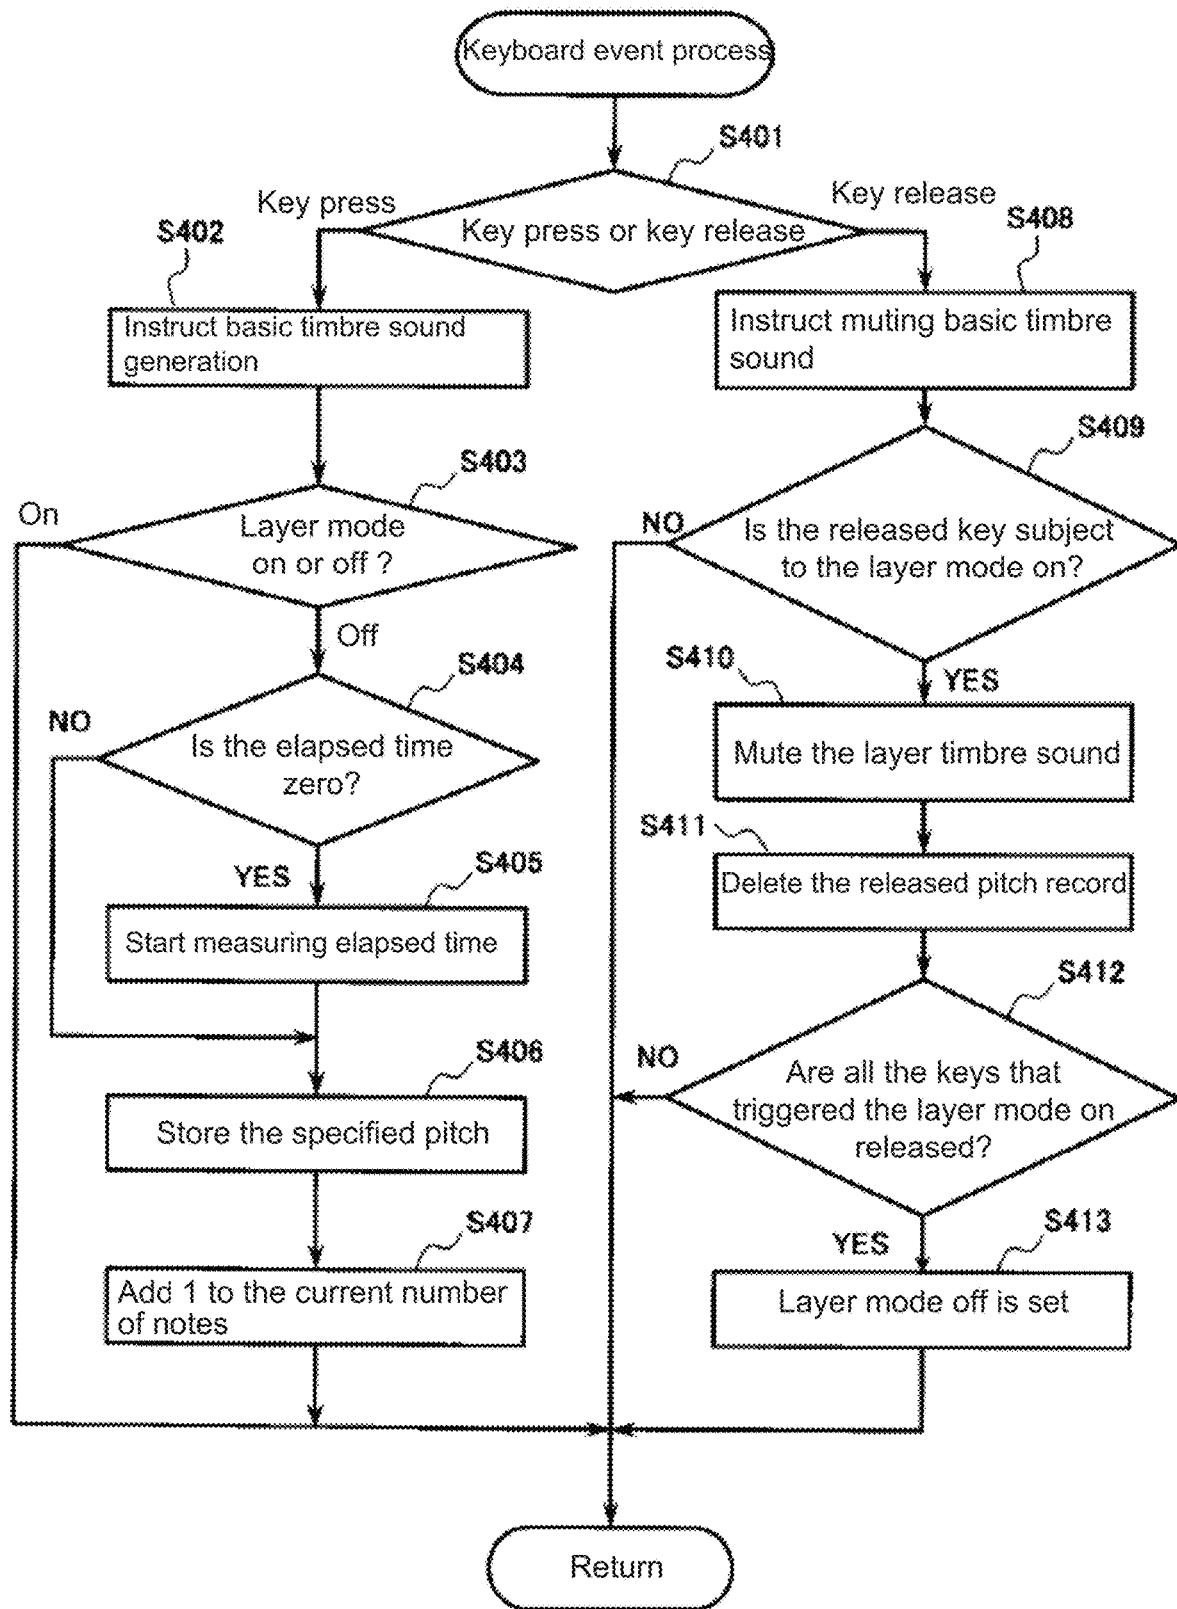 Keyboard event process
S401
Key press
Key release
S402
Key press or key release
S408
Instruct basic timbre sound
generation
Instruct muting basic timbre
sound
S403
S409
On
Layer mode
on or off ?
NO
Is the released key subject
to the layer mode on?
Off
S404
S410
YES
NO
Is the elapsed time
zero?
Mute the layer timbre sound
S411
YES
S405
Delete the released pitch record
Start measuring elapsed time
S412
S406
NO
Are all the keys that
triggered the layer mode on
released?
Store the specified pitch
S407
YES
S413
Add 1 to the current number
of notes
Layer mode off is set
Return